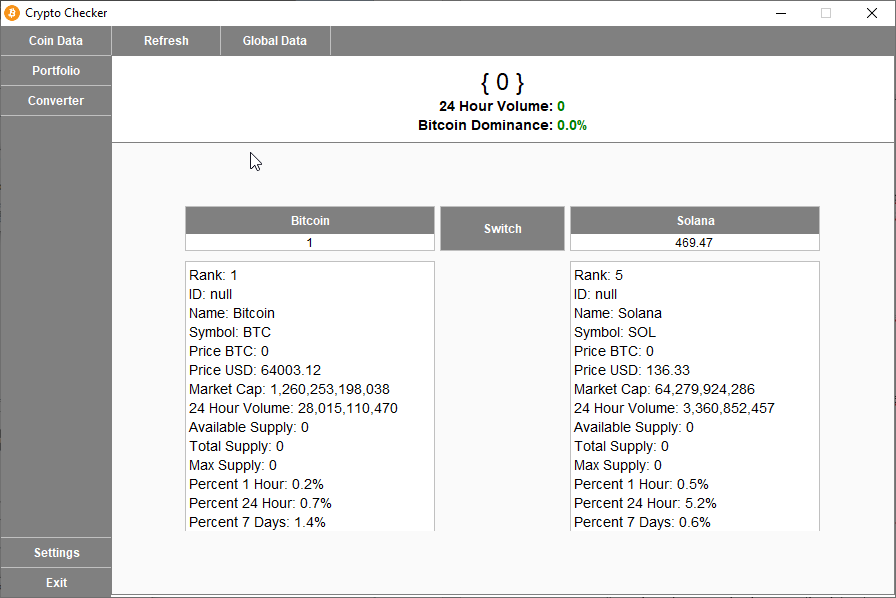 Crypto Checker
Coin Data
Refresh
Global Data
Portfolio
Converter
{ 0 }
24 Hour Volume: 0
Bitcoin Dominance: 0.0%
Bitcoin
1
Switch
Solana
469.47
Rank: 1
ID: null
Name: Bitcoin
Symbol: BTC
Price BTC: 0
Price USD: 64003.12
Market Cap: 1,260,253,198,038
24 Hour Volume: 28,015,110,470
Available Supply: 0
Total Supply: 0
Max Supply: 0
Percent 1 Hour: 0.2%
Percent 24 Hour: 0.7%
Percent 7 Days: 1.4%
Rank: 5
ID: null
Name: Solana
Symbol: SOL
Price BTC: 0
Price USD: 136.33
Market Cap: 64,279,924,286
24 Hour Volume: 3,360,852,457
Available Supply: 0
Total Supply: 0
Max Supply: 0
Percent 1 Hour: 0.5%
Percent 24 Hour: 5.2%
Percent 7 Days: 0.6%
Settings
Exit